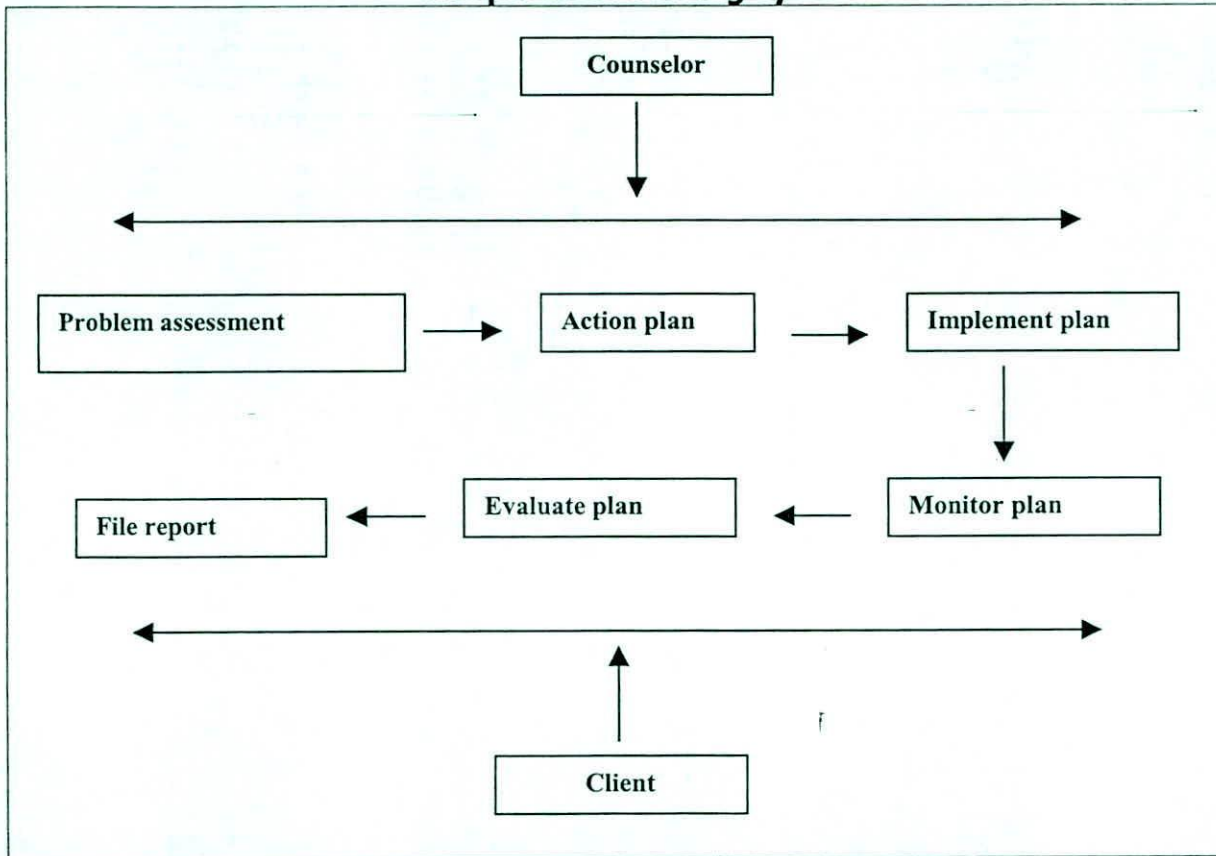 Counselor
Problem assessment
Action plan
Implement plan
Monitor plan
Evaluate plan
File report
Client